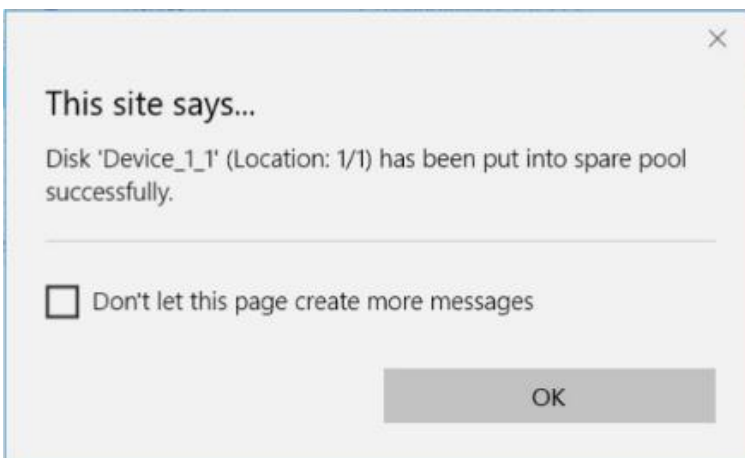 This site says...
Disk 'Device_1_1' (Location: 1/1) has been put into spare pool
successfully.
Don't let this page create more messages
OK